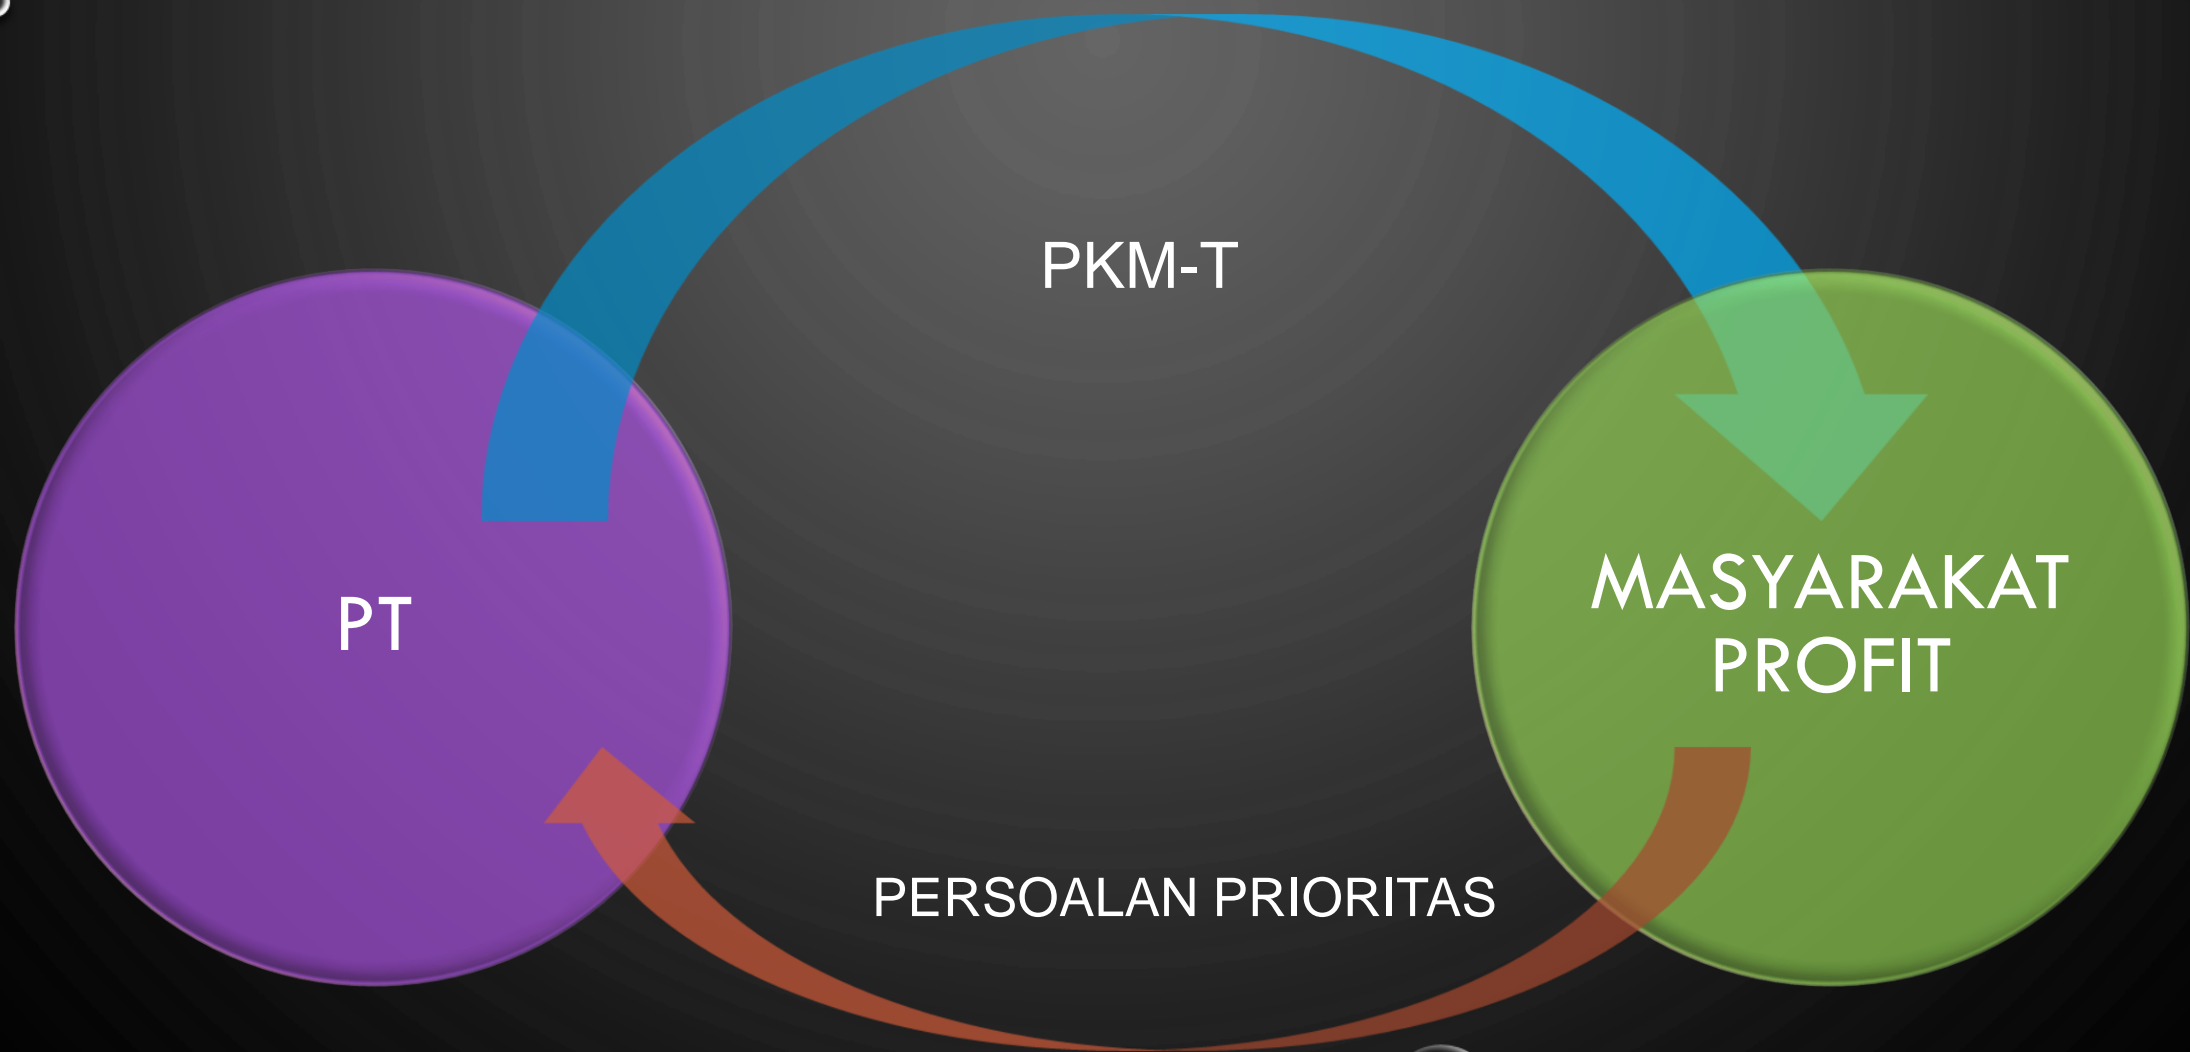 PKM-T
PT
MASYARAKAT
PROFIT
PERSOALAN PRIORITAS